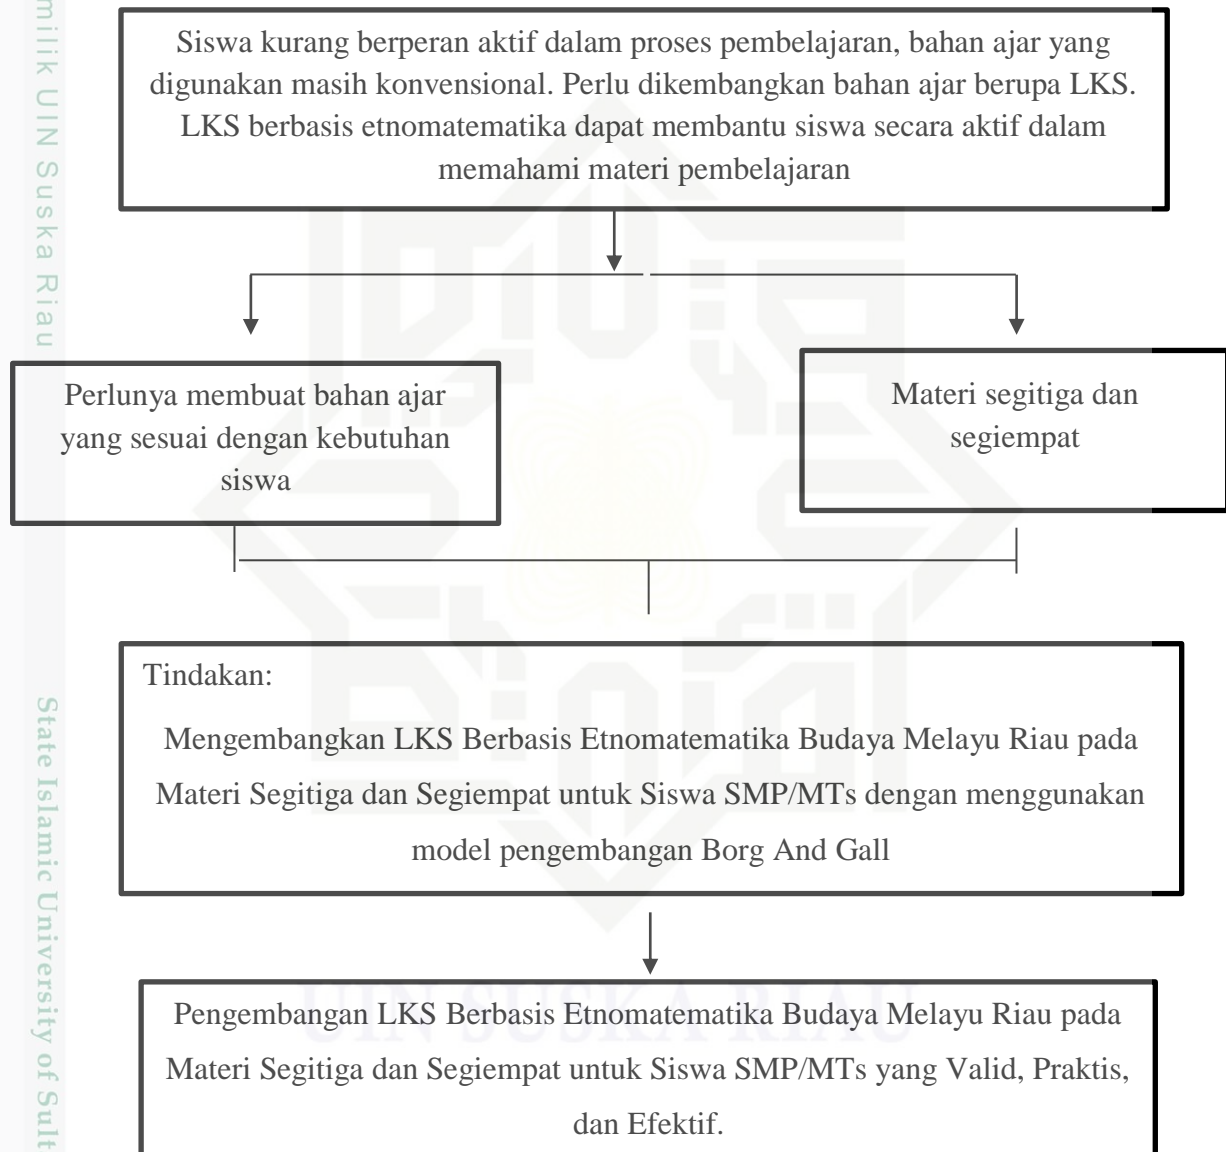 milik UIN Suska Riau
Siswa kurang berperan aktif dalam proses pembelajaran, bahan ajar yang
digunakan masih konvensional. Perlu dikembangkan bahan ajar berupa LKS.
LKS berbasis etnomatematika dapat membantu siswa secara aktif dalam
memahami materi pembelajaran
Perlunya membuat bahan ajar
yang sesuai dengan kebutuhan
siswa
Materi segitiga dan
segiempat
Tindakan:
Mengembangkan LKS Berbasis Etnomatematika Budaya Melayu Riau pada
Materi Segitiga dan Segiempat untuk Siswa SMP/MTs dengan menggunakan
model pengembangan Borg And Gall
State Islamic University of Sult
UIN SUSKA RIAU
Pengembangan LKS Berbasis Etnomatematika Budaya Melayu Riau pada
Materi Segitiga dan Segiempat untuk Siswa SMP/MTs yang Valid, Praktis,
dan Efektif.